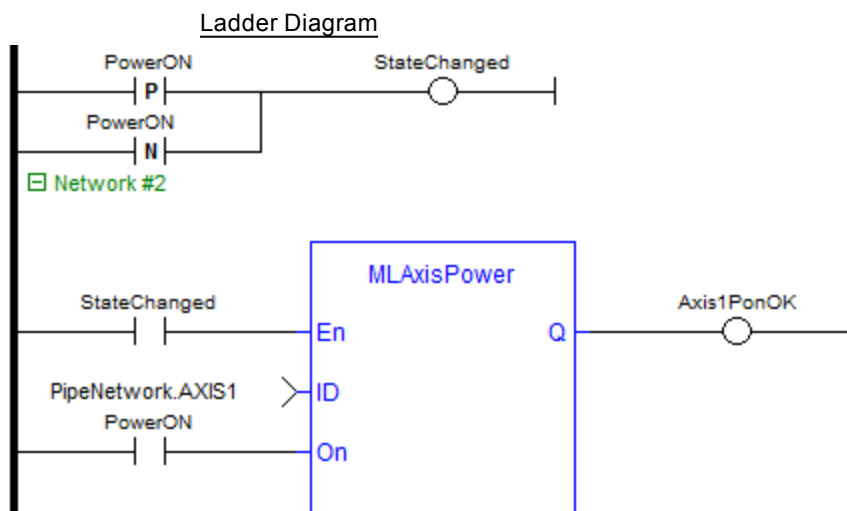 Ladder Diagram
PowerON StateChanged
P
PowerON
N
Network #2
MLAxisPower
StateChanged Axis1PonOK
En Q
PipeNetwork.AXIS1 ID
PowerON
On